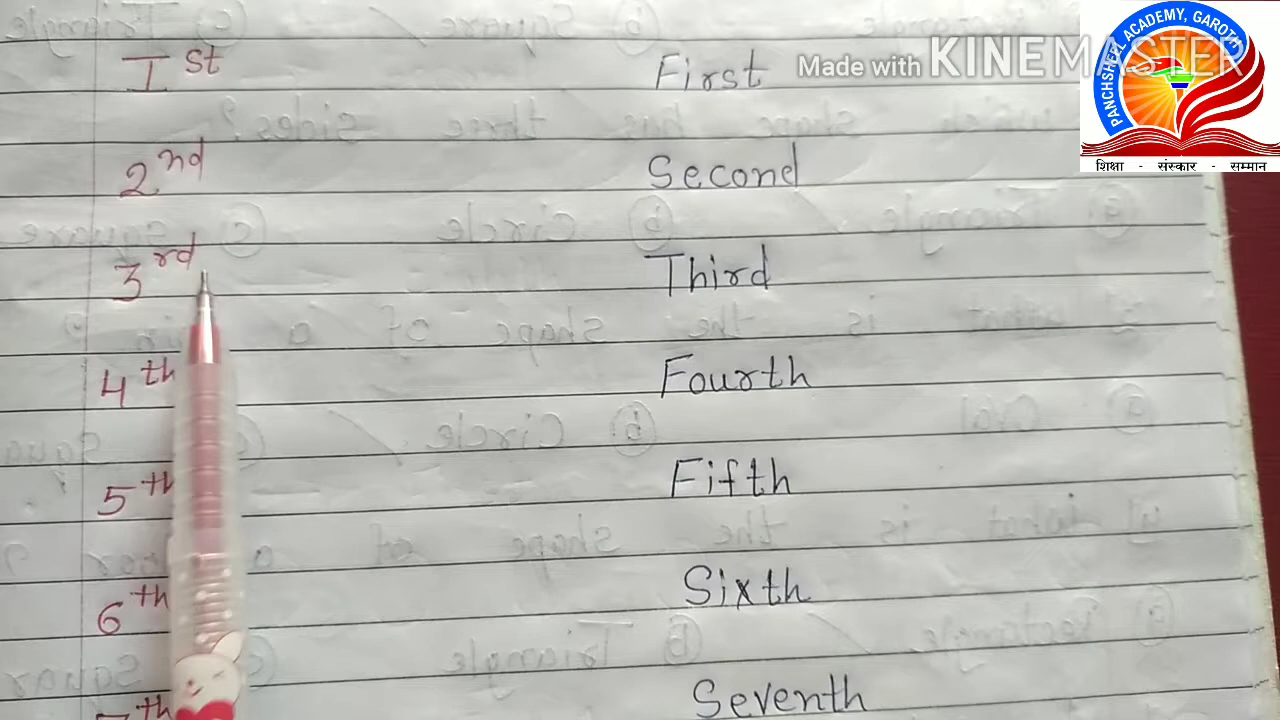 Made with KINEMASTER
PANCHSHEEL ACADEMY, GAROTH
शिक्षा - संस्कार - सम्मान
Ist First
2nd Second
3rd Third
4th Fourth
5th Fifth
6th Sixth
7th Seventh